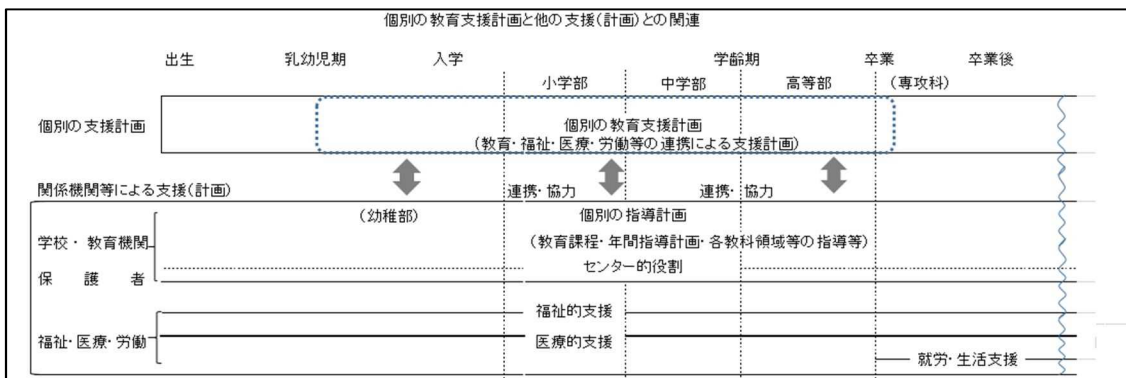 個別の教育支援計画と他の支援(計画)との関連
出生 乳幼児期 入学 学齢期 卒業 卒業後
小学部 中学部 高等部 (専攻科)
個別の支援計画
個別の教育支援計画
(教育・福祉・医療・労働等の連携による支援計画)
関係機関等による支援(計画) 連携・協力 連携・協力
(幼稚部) 個別の指導計画
学校・教育機関 (教育課程・年間指導計画・各教科領域等の指導等)
センター的役割
保護者
福祉的支援
福祉・医療・労働 医療的支援
就労・生活支援